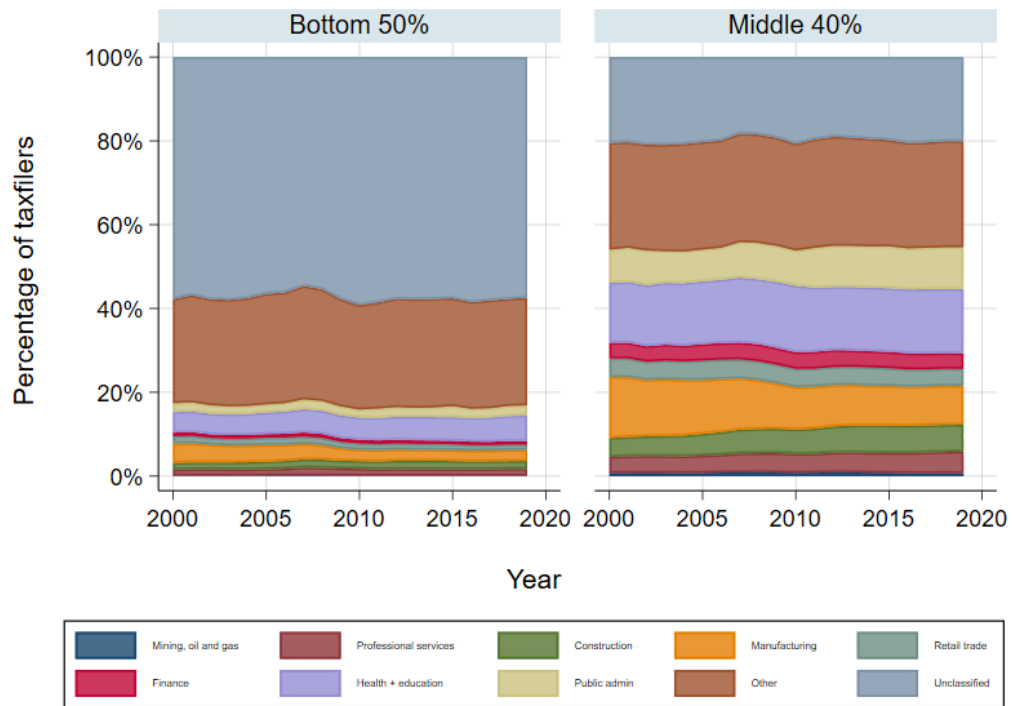 Bottom 50%
Middle 40%
100%
80%
60%
40%
20%
0%
Percentage of taxfilers
2000 2005 2010 2015 2020
2000 2005 2010 2015 2020
Year
Mining, oil and gas
Professional services
Construction
Manufacturing
Retail trade
Finance
Health + education
Public admin
Other
Unclassified